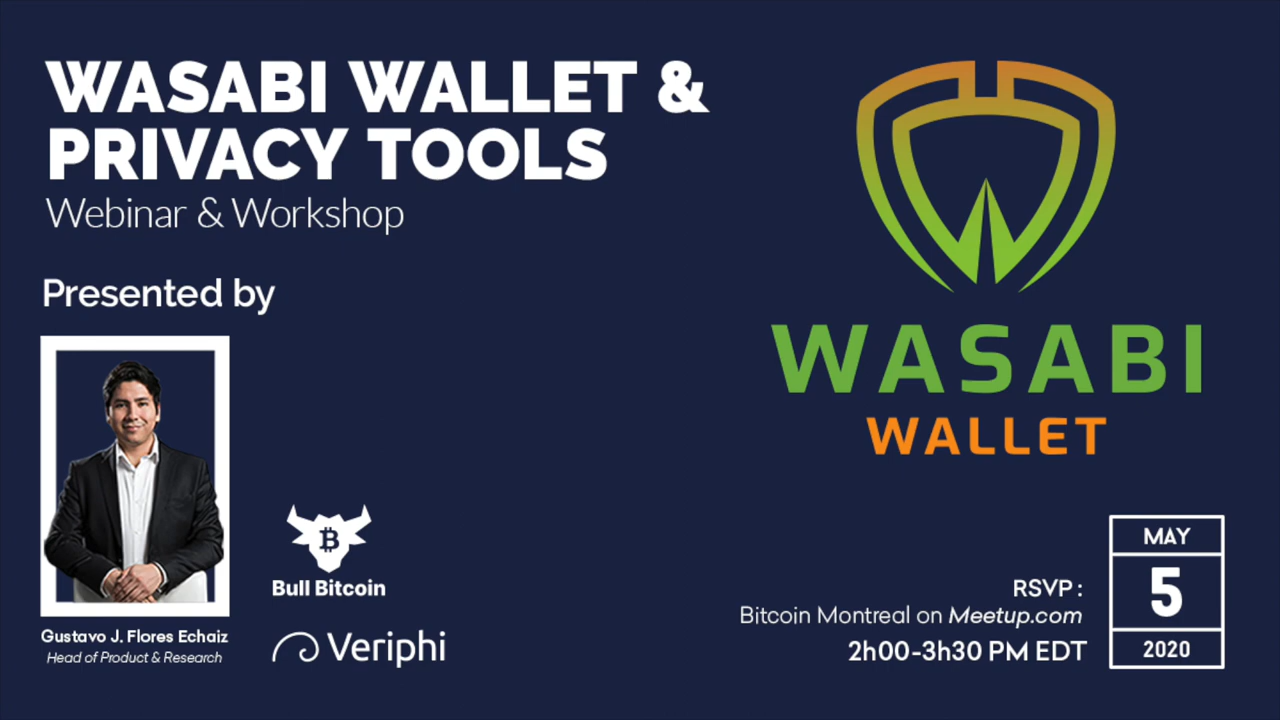 WASABI WALLET &
PRIVACY TOOLS
Webinar & Workshop
Presented by
Gustavo J. Flores Echaiz
Head of Product & Research
Bull Bitcoin
Veriphi
WASABI
WALLET
RSVP :
Bitcoin Montreal on Meetup.com
2h00-3h30 PM EDT
MAY
5
2020